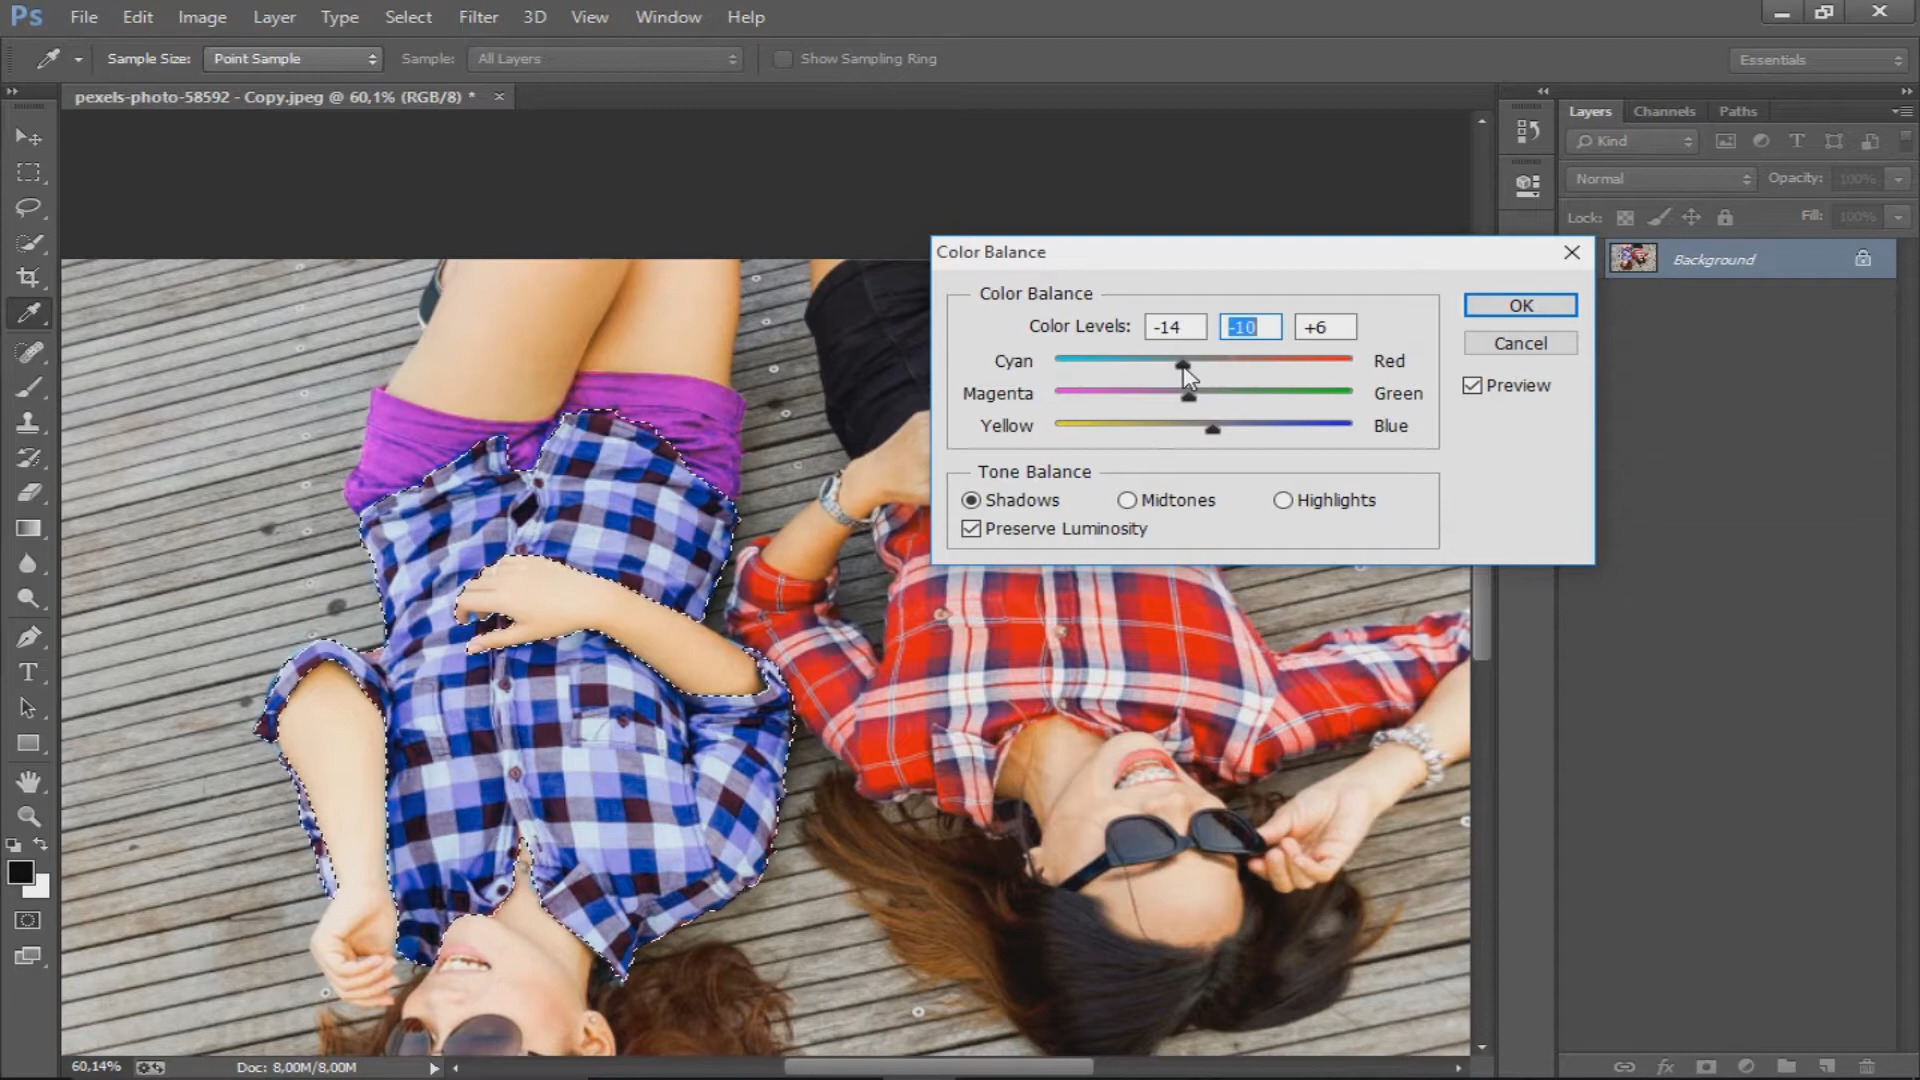 Ps File Edit Image Layer Type Select Filter 3D View Window Help
Sample Size: Point Sample Sample: All Layers Show Sampling Ring Essentials
pexels-photo-58592 - Copy.jpeg @ 60,1% (RGB/8) * ×
Layers Channels Paths
Kind
Normal Opacity: 100%
Lock: Fill: 100%
Background
Color Balance
Color Balance
Color Levels: -14 -10 +6
Cyan Red
Magenta Green
Yellow Blue
OK
Cancel
Preview
Tone Balance
Shadows Midtones Highlights
Preserve Luminosity
60,14% Doc: 8,00M/8,00M